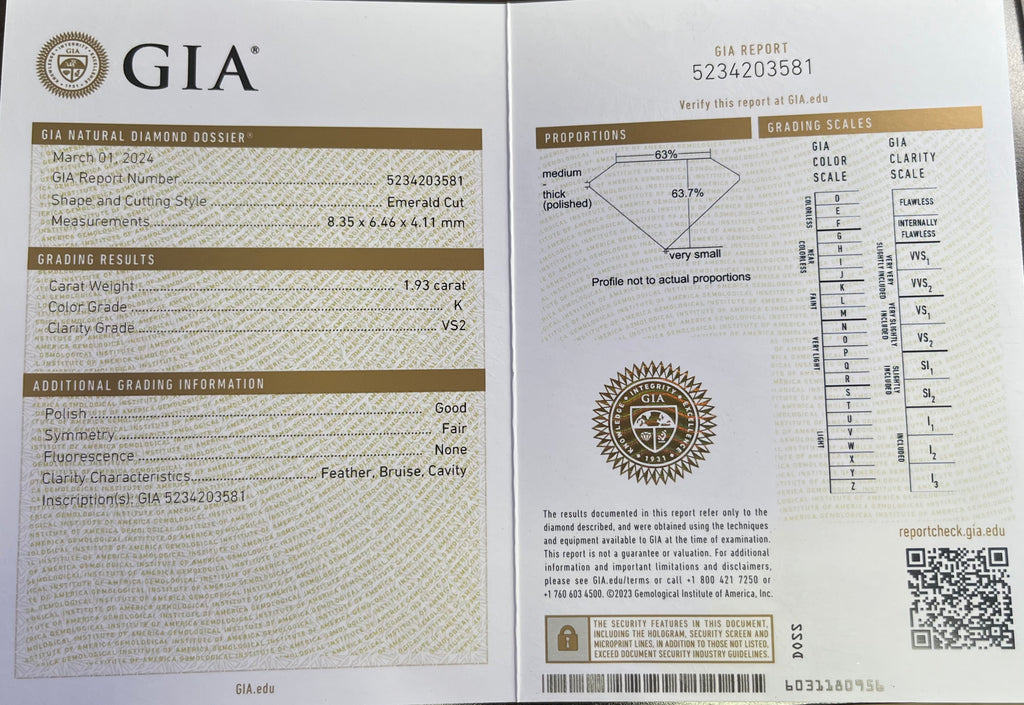 GIA®
GIA NATURAL DIAMOND DOSSIER®
March 01, 2024
GIA Report Number 5234203581
Shape and Cutting Style Emerald Cut
Measurements 8.35 x 6.46 x 4.11 mm
GRADING RESULTS
Carat Weight 1.93 carat
Color Grade K
Clarity Grade VS2
ADDITIONAL GRADING INFORMATION
Polish Good
Symmetry Fair
Fluorescence None
Clarity Characteristics Feather, Bruise, Cavity
Inscription(s): GIA 5234203581
GIA.edu
GIA REPORT
5234203581
Verify this report at GIA.edu
PROPORTIONS
63%
medium
-
thick
(polished)
63.7%
very small
Profile not to actual proportions
KNOWLEDGE • INTEGRITY • EXCELLENCE
GIA
• 1931 •
The results documented in this report refer only to the
diamond described, and were obtained using the techniques
and equipment available to GIA at the time of examination.
This report is not a guarantee or valuation. For additional
information and important limitations and disclaimers,
please see GIA.edu/terms or call +1 800 421 7250 or
+1 760 603 4500. ©2023 Gemological Institute of America, Inc.
THE SECURITY FEATURES IN THIS DOCUMENT,
INCLUDING THE HOLOGRAM, SECURITY SCREEN AND
MICROPRINT LINES, IN ADDITION TO THOSE NOT LISTED,
EXCEED DOCUMENT SECURITY INDUSTRY GUIDELINES.
GRADING SCALES
GIA
COLOR
SCALE
COLORLESS
D
E
F
NEAR
COLORLESS
G
H
I
J
FAINT
K
L
M
VERY LIGHT
N
O
P
Q
R
LIGHT
S
T
U
V
W
X
Y
Z
GIA
CLARITY
SCALE
FLAWLESS
INTERNALLY
FLAWLESS
VERY VERY
SLIGHTLY INCLUDED
VVS1
VVS2
VERY SLIGHTLY
INCLUDED
VS1
VS2
SLIGHTLY
INCLUDED
SI1
SI2
INCLUDED
I1
I2
I3
reportcheck.gia.edu
DOS2
6031180956